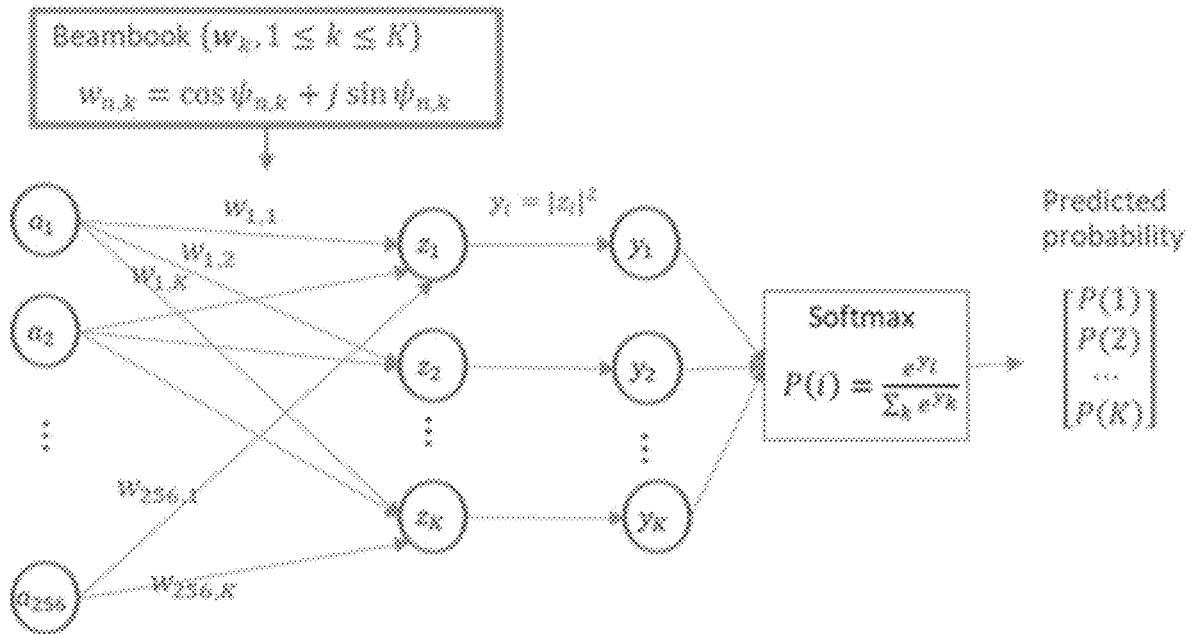 Beambook {w_k, 1 ≤ k ≤ K}
w_{n,k} = cos ψ_{n,k} + j sin ψ_{n,k}
a_1
w_{1,1}
w_{1,2}
w_{1,K}
z_1
y_i = |z_i|^2
y_1
Predicted
probability
a_2
z_2
y_2
Softmax
P(i) = e^{y_i} / Σ_k e^{y_k}
P(1)
P(2)
...
P(K)
⋮
⋮
⋮
w_{256,1}
z_K
y_K
a_{256}
w_{256,K}